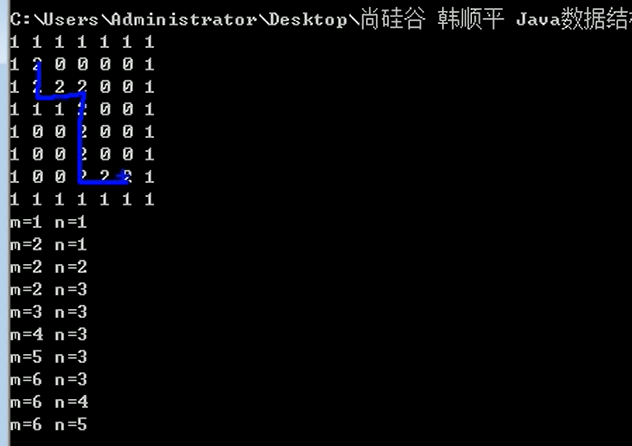 C:\Users\Administrator\Desktop\尚硅谷 韩顺平 Java数据结
1 1 1 1 1 1 1
1 2 0 0 0 0 1
1 2 2 2 0 0 1
1 1 1 2 0 0 1
1 0 0 2 0 0 1
1 0 0 2 0 0 1
1 0 0 2 2 2 1
1 1 1 1 1 1 1
m=1 n=1
m=2 n=1
m=2 n=2
m=2 n=3
m=3 n=3
m=4 n=3
m=5 n=3
m=6 n=3
m=6 n=4
m=6 n=5